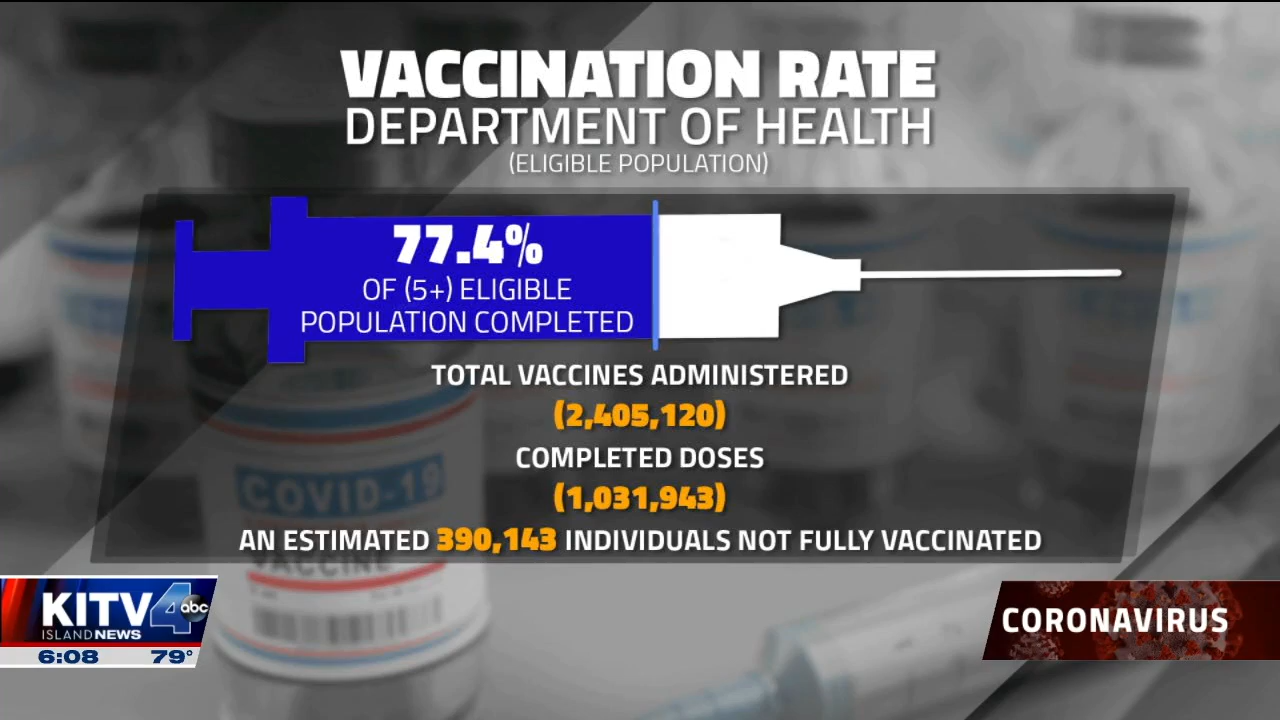 VACCINATION RATE
DEPARTMENT OF HEALTH
(ELIGIBLE POPULATION)
77.4%
OF (5+) ELIGIBLE
POPULATION COMPLETED
TOTAL VACCINES ADMINISTERED
(2,405,120)
COMPLETED DOSES
(1,031,943)
AN ESTIMATED 390,143 INDIVIDUALS NOT FULLY VACCINATED
COVID-19
VACCINE
KITV4 abc
ISLAND NEWS
6:08 79°
CORONAVIRUS